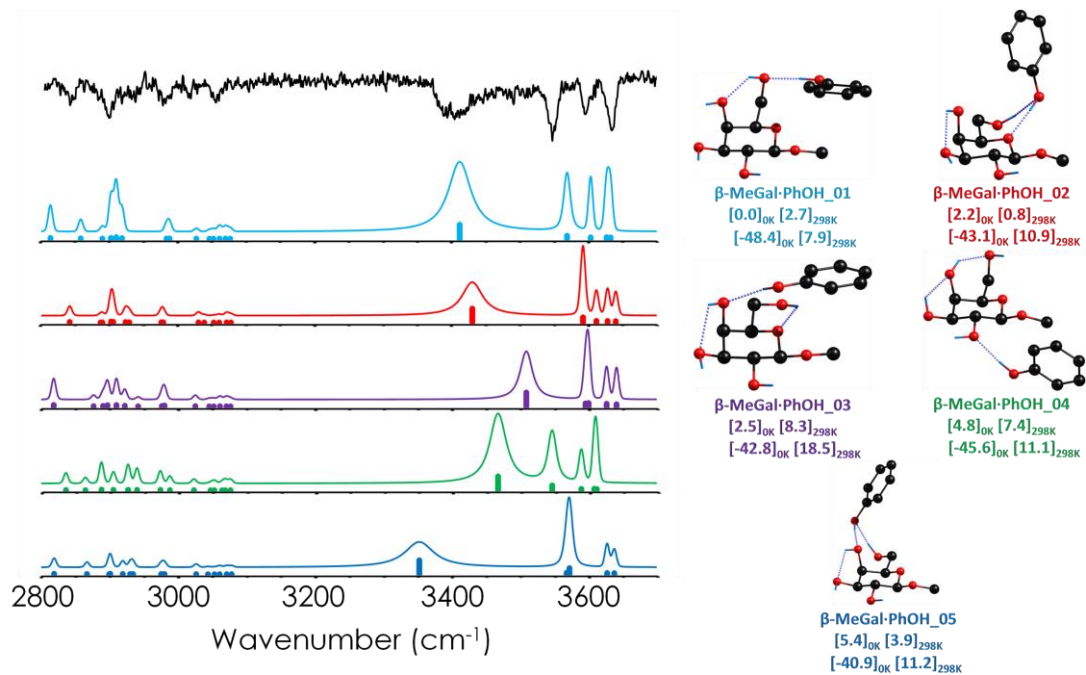 2800 3000 3200 3400 3600
Wavenumber (cm-1)
β-MeGal·PhOH_01
[0.0]0K [2.7]298K
[-48.4]0K [7.9]298K
β-MeGal·PhOH_02
[2.2]0K [0.8]298K
[-43.1]0K [10.9]298K
β-MeGal·PhOH_03
[2.5]0K [8.3]298K
[-42.8]0K [18.5]298K
β-MeGal·PhOH_04
[4.8]0K [7.4]298K
[-45.6]0K [11.1]298K
β-MeGal·PhOH_05
[5.4]0K [3.9]298K
[-40.9]0K [11.2]298K